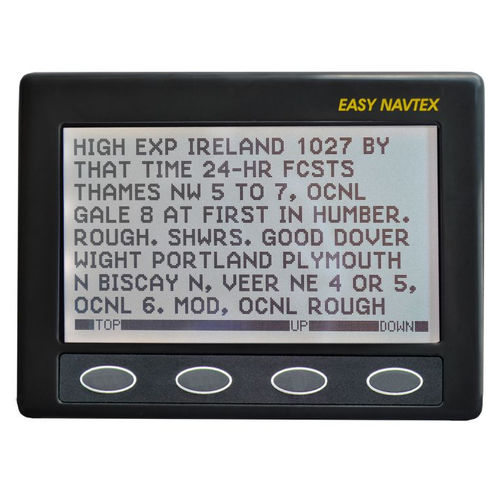 EASY NAVTEX
HIGH EXP IRELAND 1027 BY
THAT TIME 24-HR FCSTS
THAMES NW 5 TO 7, OCNL
GALE 8 AT FIRST IN HUMBER.
ROUGH. SHWRS. GOOD DOVER
WIGHT PORTLAND PLYMOUTH
N BISCAY N, VEER NE 4 OR 5,
OCNL 6. MOD, OCNL ROUGH
TOP UP DOWN